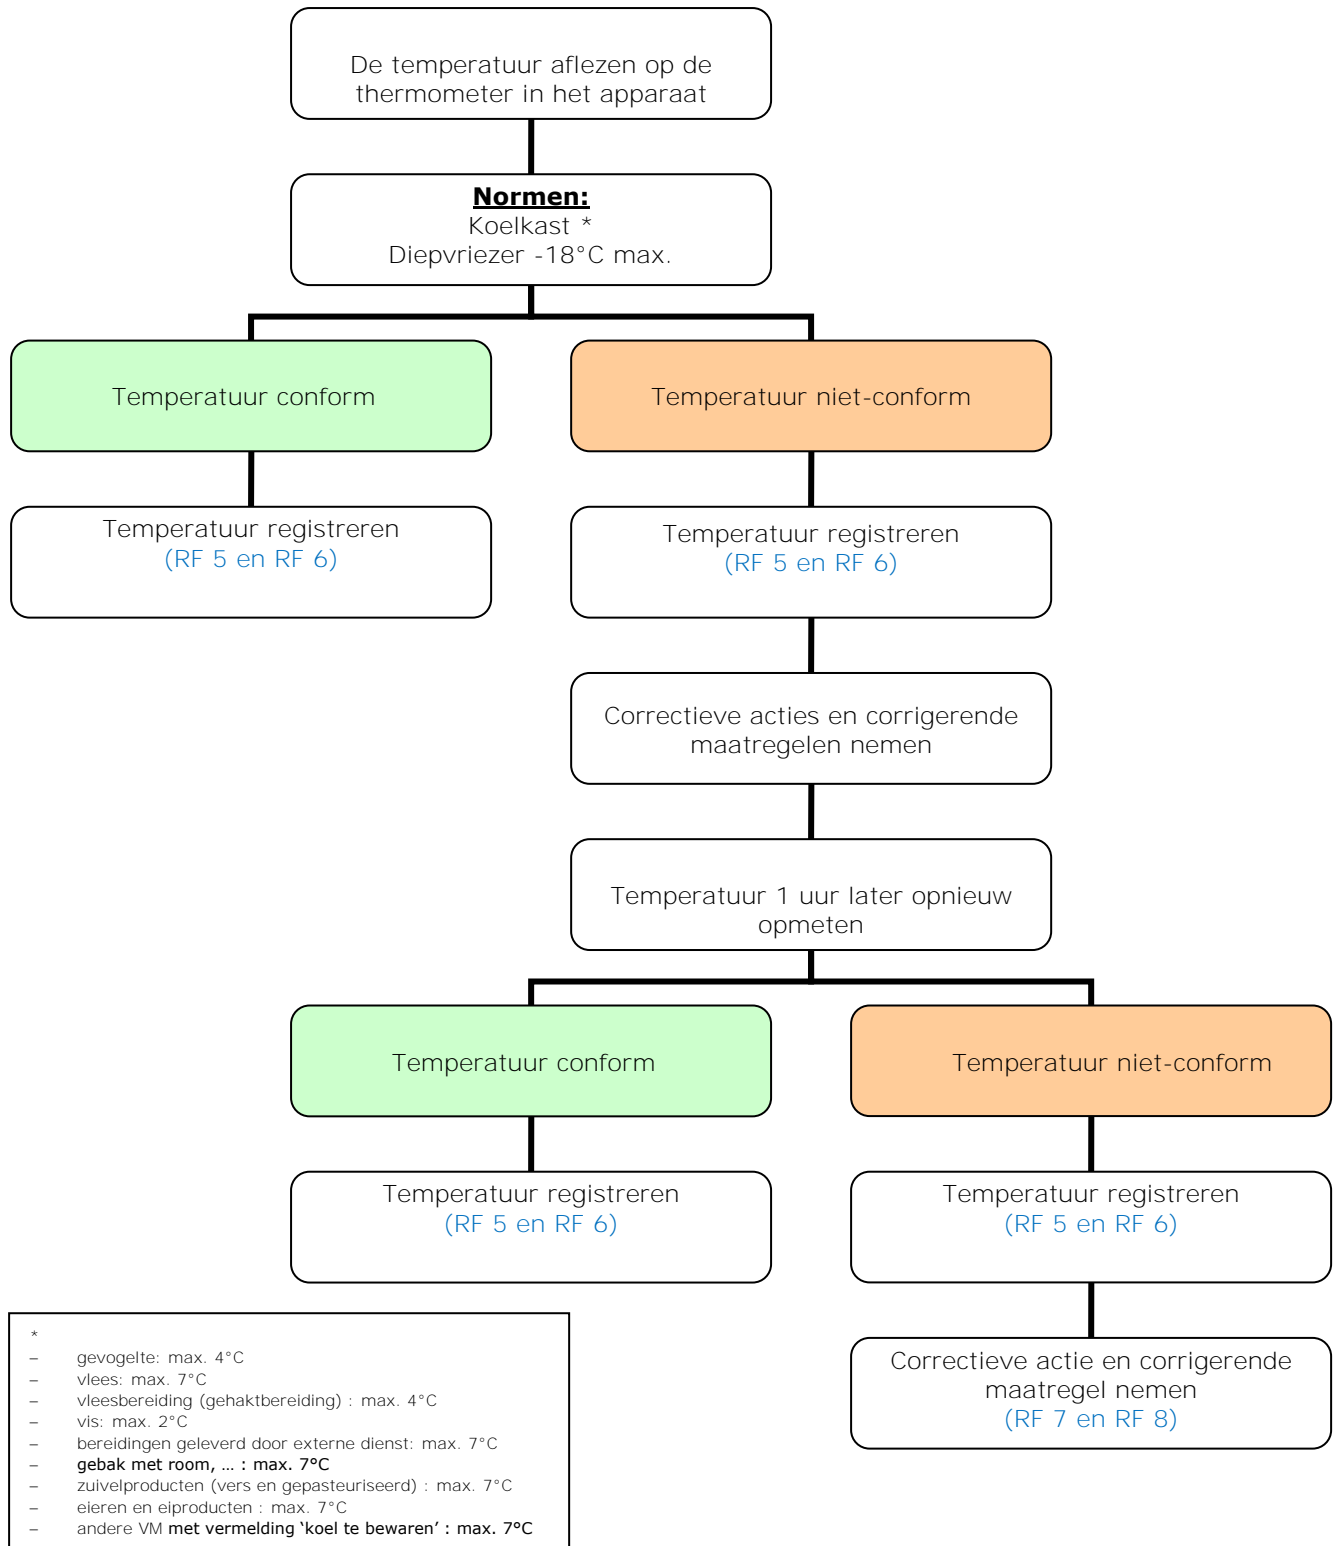 De temperatuur aflezen op de
thermometer in het apparaat
Normen:
Koelkast *
Diepvriezer -18°C max.
Temperatuur conform
Temperatuur niet-conform
Temperatuur registreren
(RF 5 en RF 6)
Temperatuur registreren
(RF 5 en RF 6)
Correctieve acties en corrigerende
maatregelen nemen
Temperatuur 1 uur later opnieuw
opmeten
Temperatuur conform
Temperatuur niet-conform
Temperatuur registreren
(RF 5 en RF 6)
Temperatuur registreren
(RF 5 en RF 6)
Correctieve actie en corrigerende
maatregel nemen
(RF 7 en RF 8)
*
– gevogelte: max. 4°C
– vlees: max. 7°C
– vleesbereiding (gehaktbereiding) : max. 4°C
– vis: max. 2°C
– bereidingen geleverd door externe dienst: max. 7°C
– gebak met room, … : max. 7°C
– zuivelproducten (vers en gepasteuriseerd) : max. 7°C
– eieren en eiproducten : max. 7°C
– andere VM met vermelding ‘koel te bewaren’ : max. 7°C